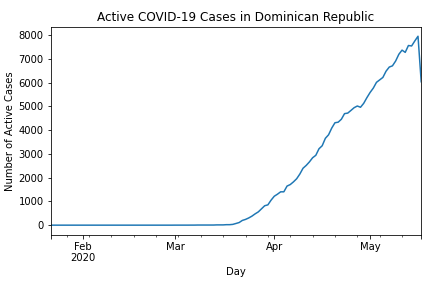 Active COVID-19 Cases in Dominican Republic
Number of Active Cases
8000
7000
6000
5000
4000
3000
2000
1000
0
Feb
2020
Mar
Apr
May
Day